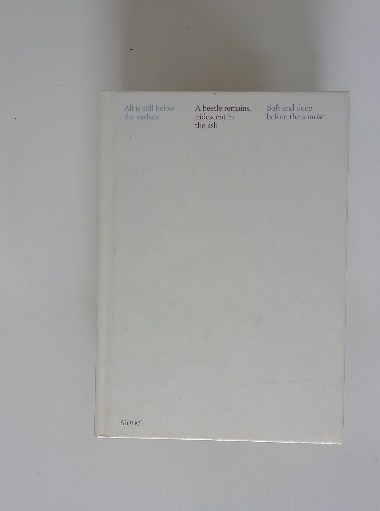 All is still below
the surface
A beetle remains,
iridescent in
the ash
Soft and deep
before the sunrise